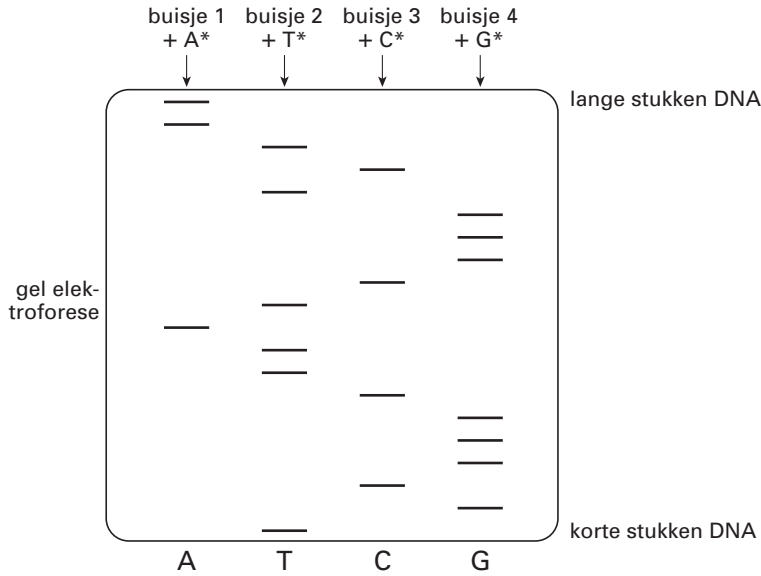 buisje 1 buisje 2 buisje 3 buisje 4
+ A* + T* + C* + G*
lange stukken DNA
gel elek-
troforese
korte stukken DNA
A T C G